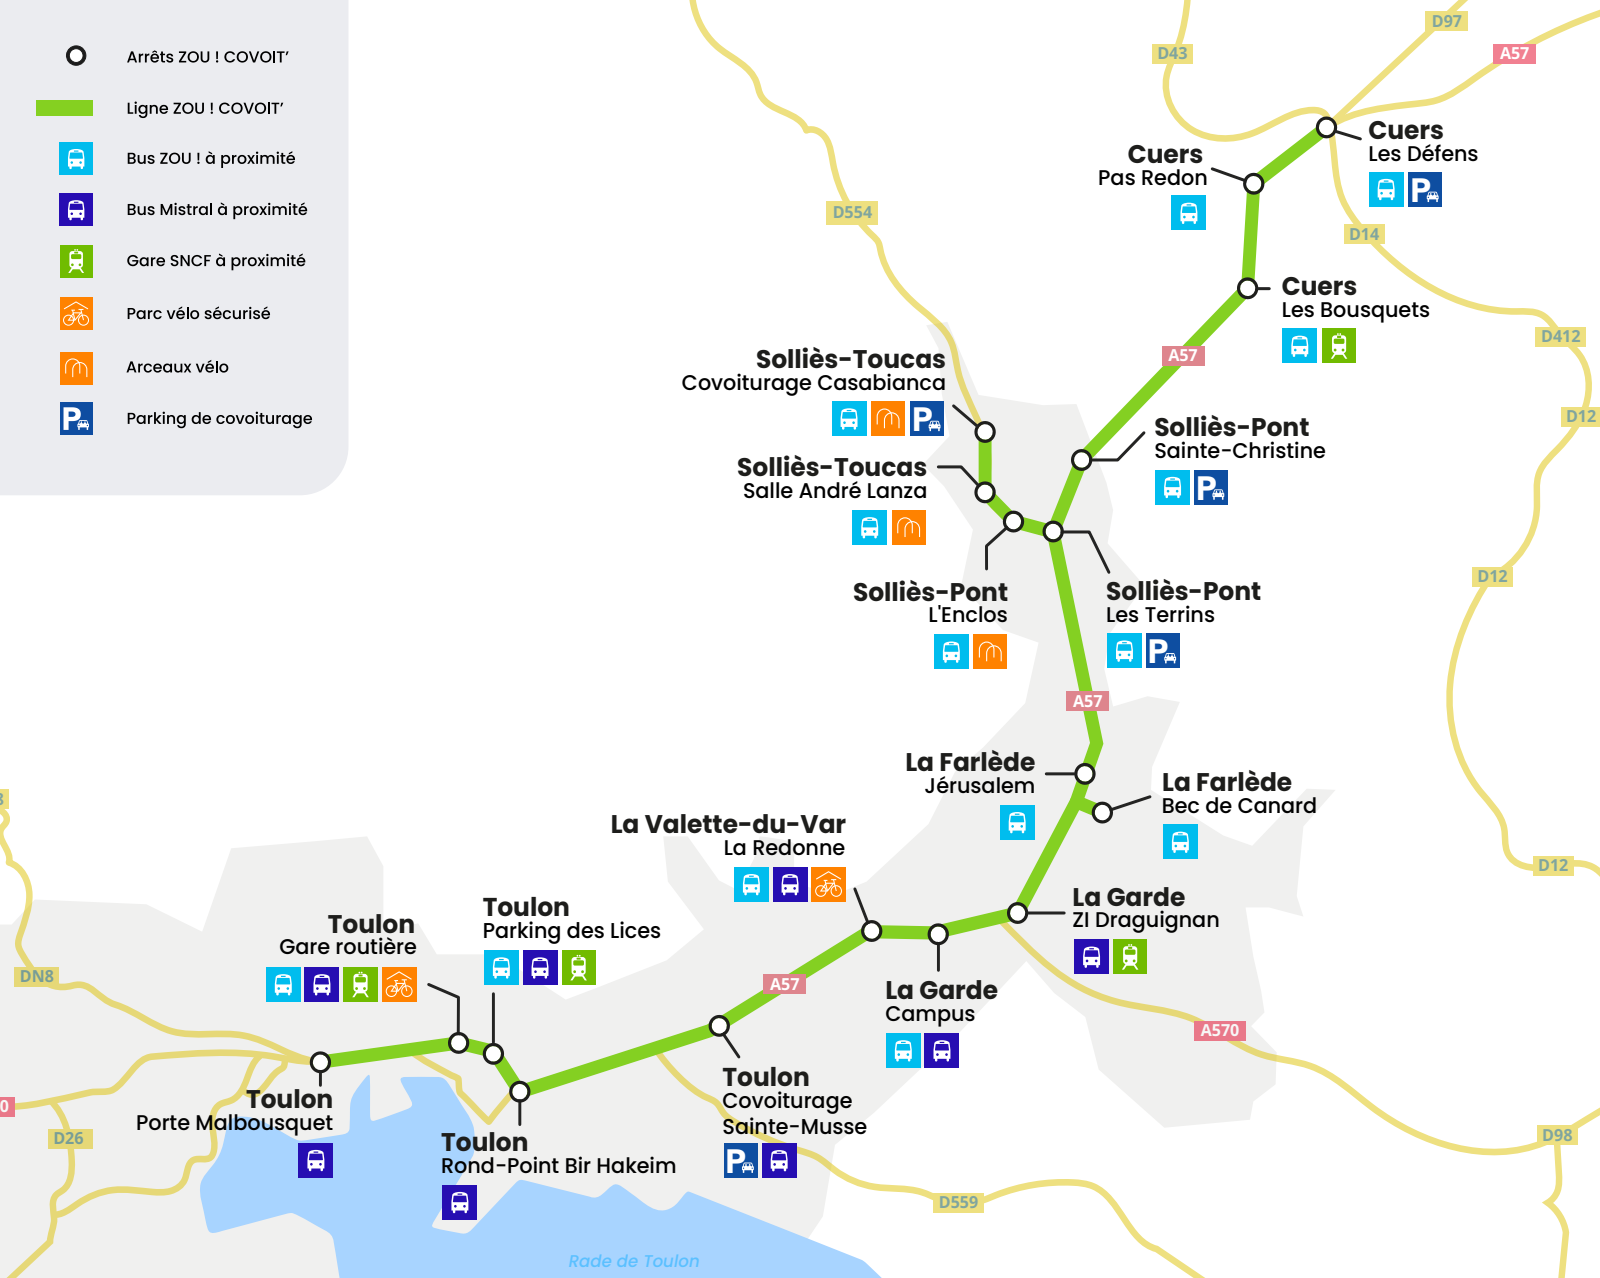 Arrêts ZOU ! COVOIT’
Ligne ZOU ! COVOIT’
Bus ZOU ! à proximité
Bus Mistral à proximité
Gare SNCF à proximité
Parc vélo sécurisé
Arceaux vélo
P
Parking de covoiturage
D97
D43
A57
Cuers
Les Défens
P
Cuers
Pas Redon
D554
D14
Cuers
Les Bousquets
D412
A57
Solliès-Toucas
Covoiturage Casabianca
P
D12
Solliès-Pont
Sainte-Christine
P
Solliès-Toucas
Salle André Lanza
D12
Solliès-Pont
L'Enclos
Solliès-Pont
Les Terrins
P
A57
La Farlède
Jérusalem
La Farlède
Bec de Canard
La Valette-du-Var
La Redonne
D12
La Garde
ZI Draguignan
Toulon
Parking des Lices
Toulon
Gare routière
DN8
A57
La Garde
Campus
A570
Toulon
Covoiturage
Sainte-Musse
P
Toulon
Porte Malbousquet
0
D26
D98
Toulon
Rond-Point Bir Hakeim
D559
Rade de Toulon